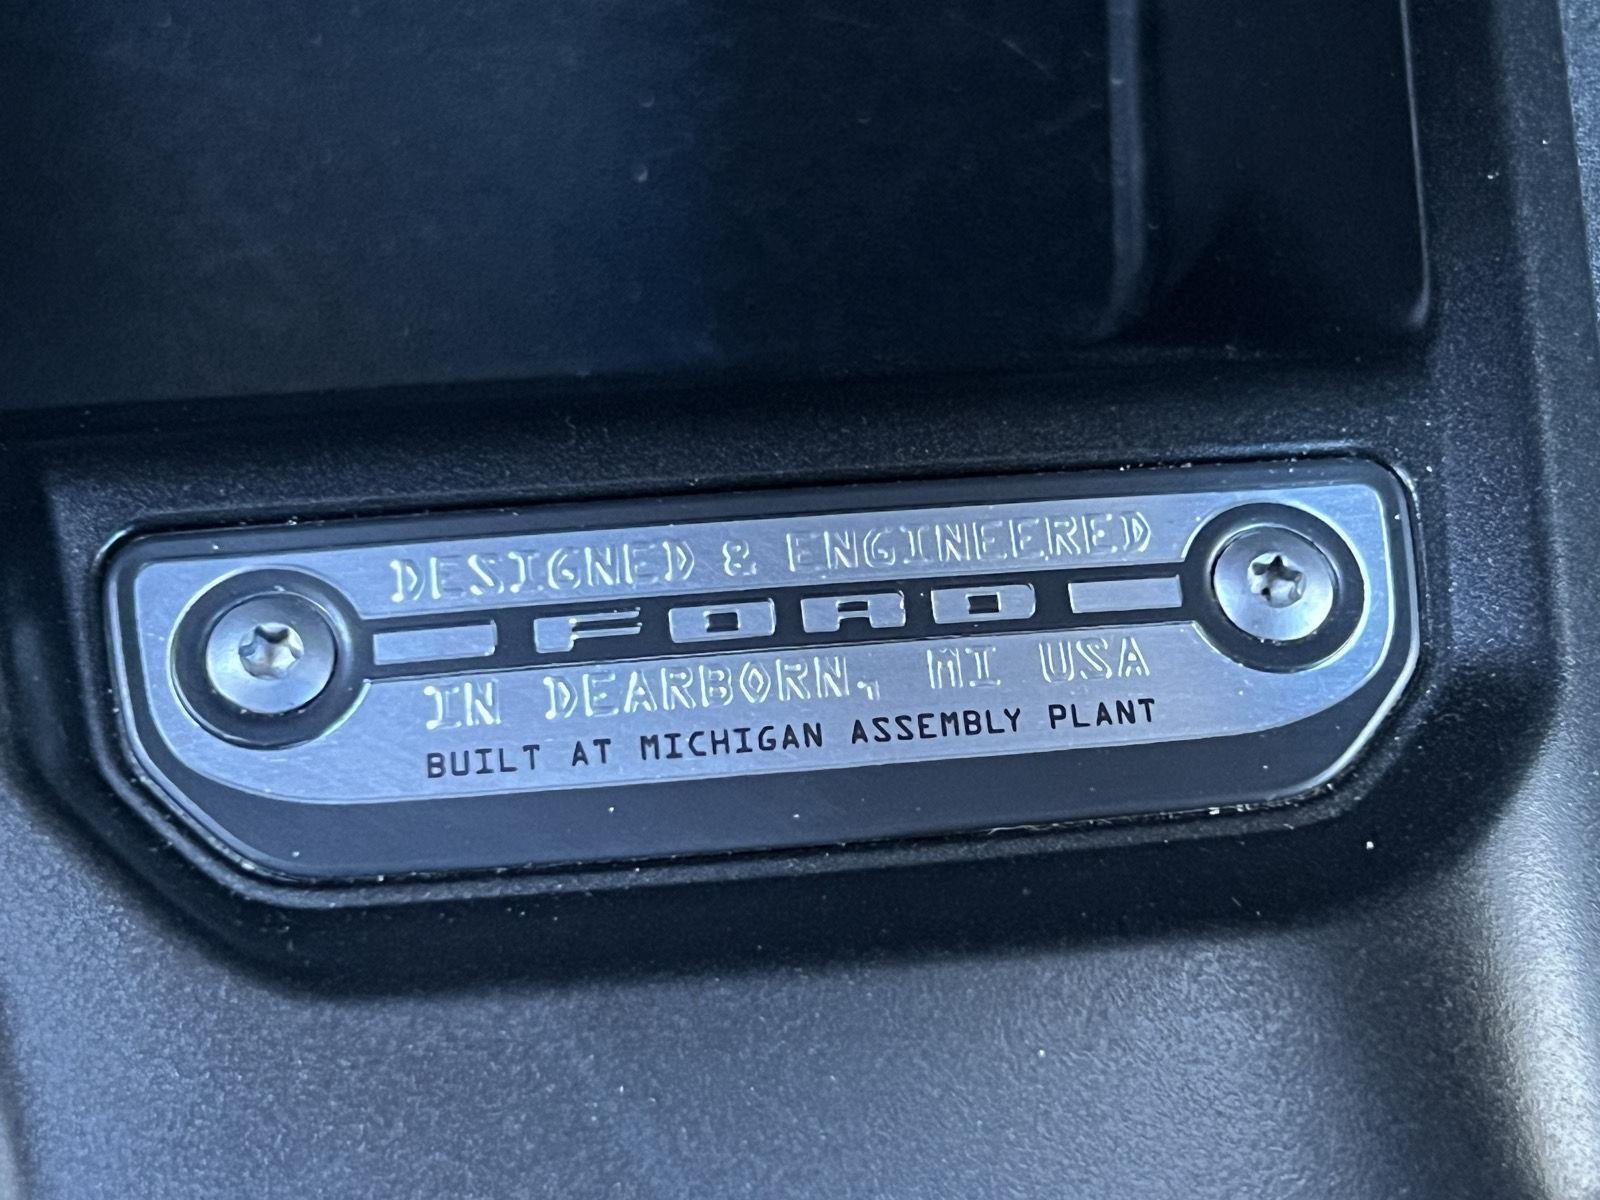 DESIGNED & ENGINEERED
FORD
IN DEARBORN, MI USA
BUILT AT MICHIGAN ASSEMBLY PLANT